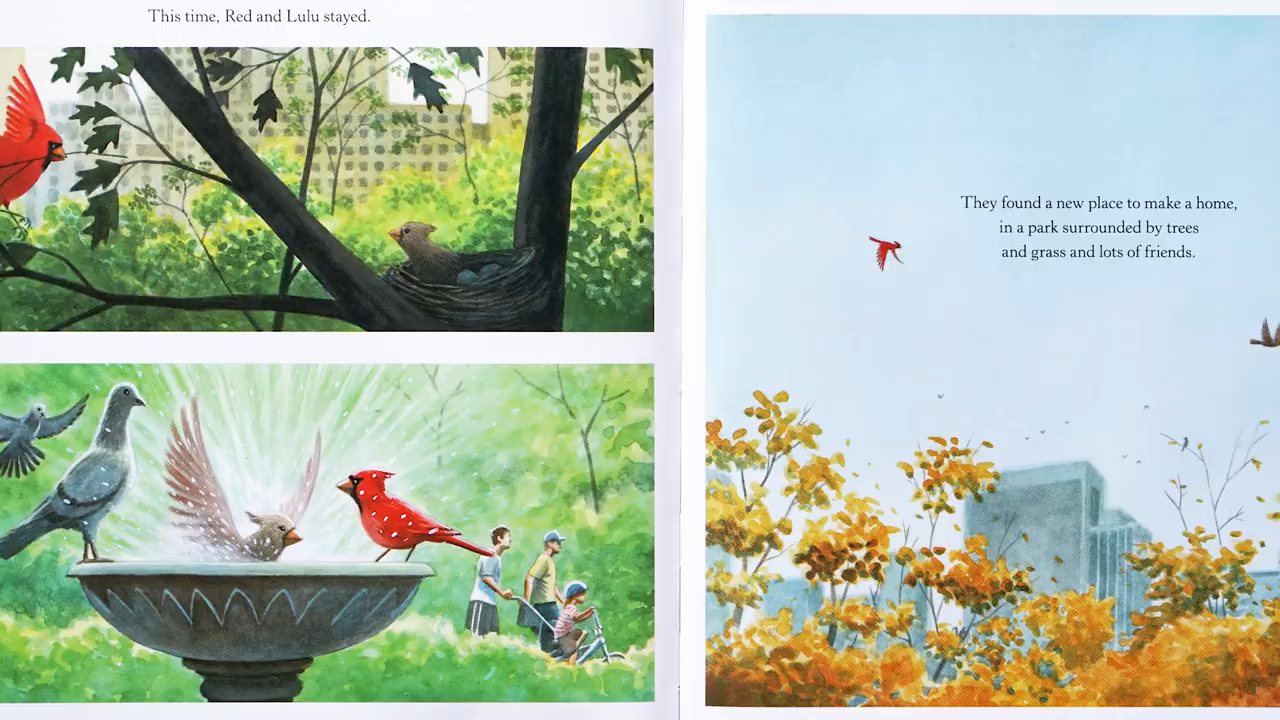 This time, Red and Lulu stayed.
They found a new place to make a home,
in a park surrounded by trees
and grass and lots of friends.